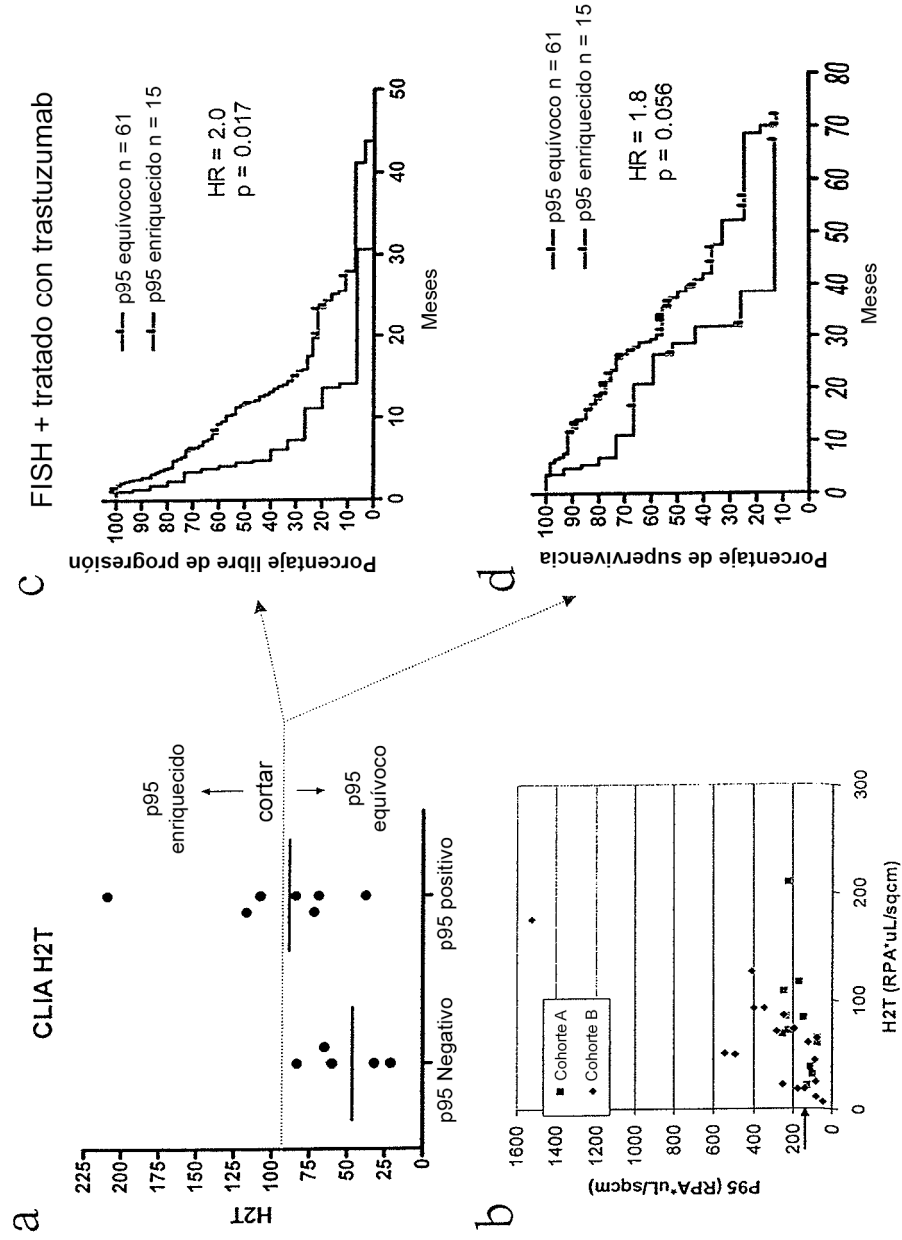 a
CLIA H2T
H2T
225
200
175
150
125
100
75
50
25
0
p95 Negativo
p95 positivo
p95
enriquecido
cortar
p95
equívoco
b
P95 (RPA*uL/sqcm)
1600
1400
1200
1000
800
600
400
200
0
Cohorte A
Cohorte B
0
100
200
300
H2T (RPA*uL/sqcm)
FISH + tratado con trastuzumab
c
Porcentaje libre de progresión
100
90
80
70
60
50
40
30
20
10
0
p95 equívoco n = 61
p95 enriquecido n = 15
HR = 2.0
p = 0.017
0
10
20
30
40
50
Meses
d
Porcentaje de supervivencia
100
90
80
70
60
50
40
30
20
10
0
p95 equívoco n = 61
p95 enriquecido n = 15
HR = 1.8
p = 0.056
0
10
20
30
40
50
60
70
80
Meses